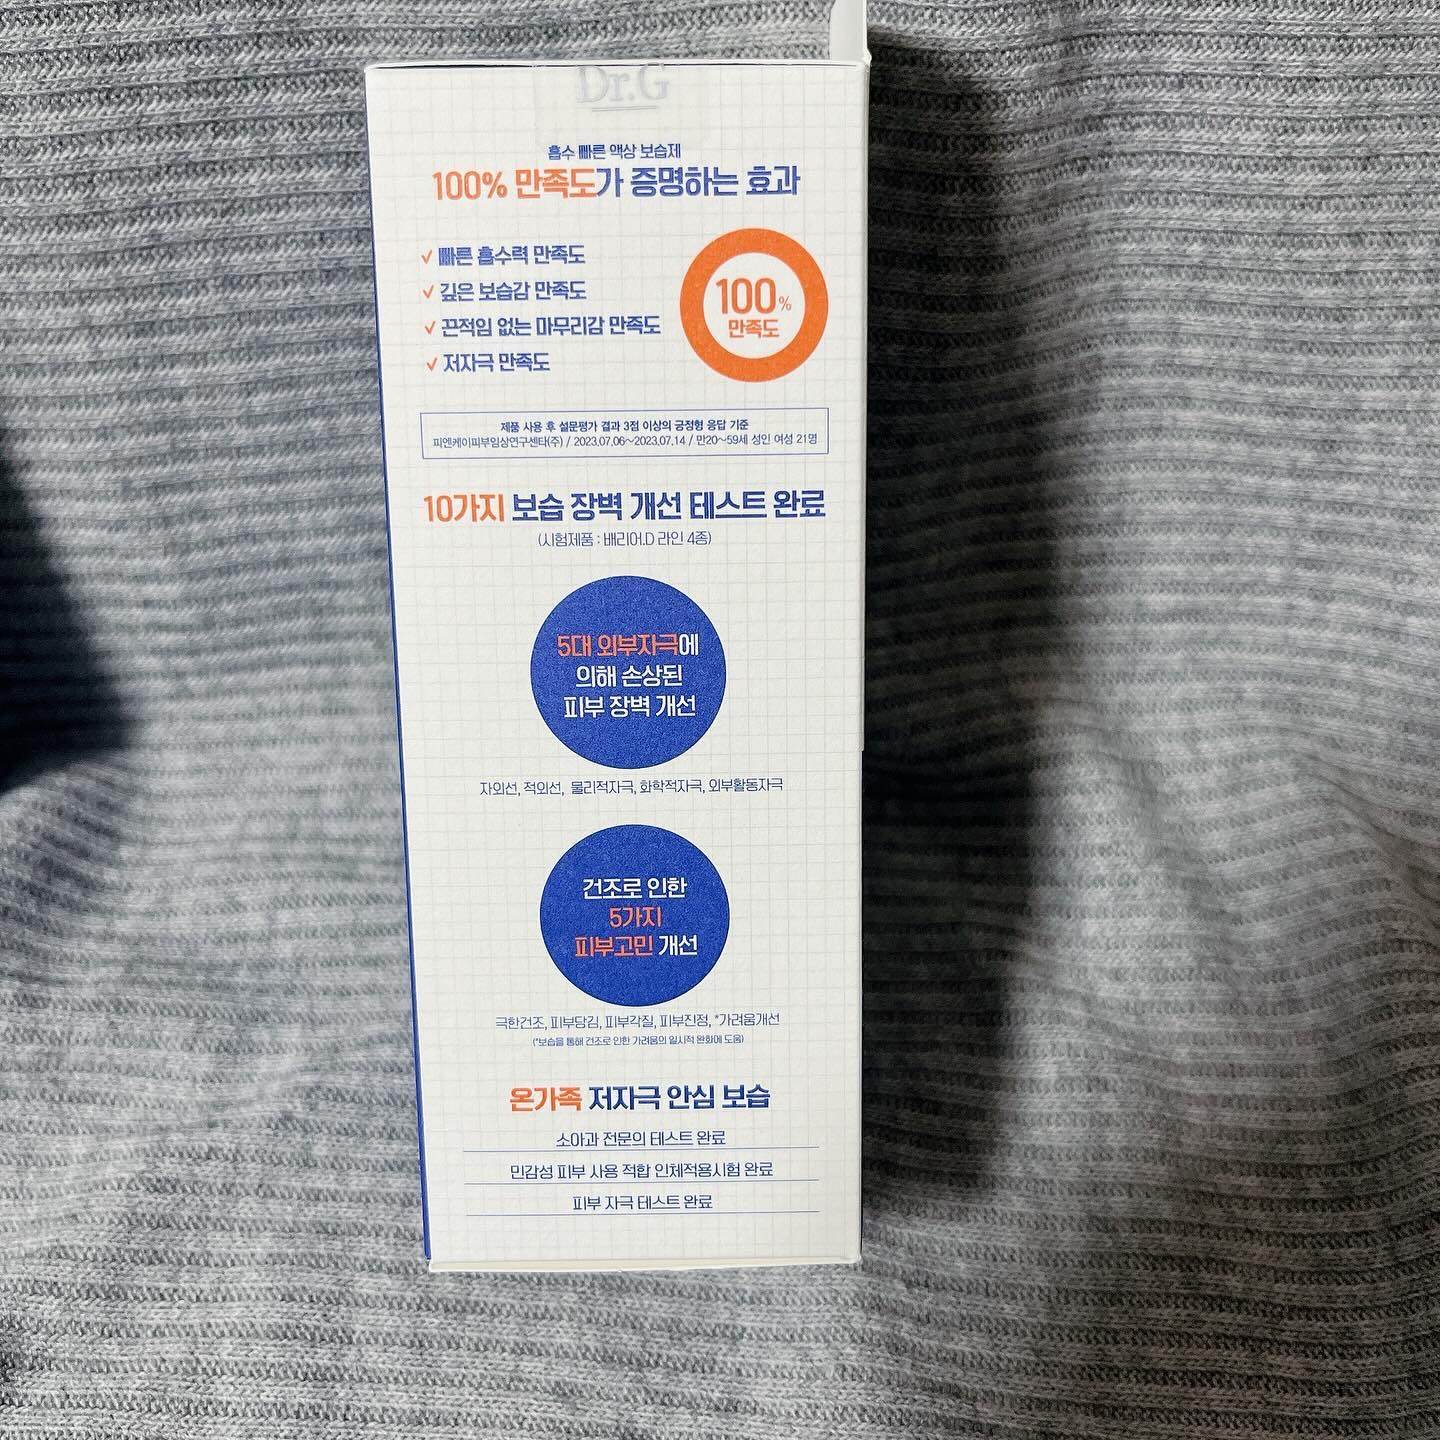 Dr.G
흡수 빠른 액상 보습제
100% 만족도가 증명하는 효과
✓ 빠른 흡수력 만족도
✓ 깊은 보습감 만족도
✓ 끈적임 없는 마무리감 만족도
✓ 저자극 만족도
100%
만족도
제품 사용 후 설문평가 결과 3점 이상의 긍정형 응답 기준
피엔케이피부임상연구센타(주) / 2023.07.06~2023.07.14 / 만20~59세 성인 여성 21명
10가지 보습 장벽 개선 테스트 완료
(시험제품 : 배리어.D 라인 4종)
5대 외부자극에
의해 손상된
피부 장벽 개선
자외선, 적외선, 물리적자극, 화학적자극, 외부활동자극
건조로 인한
5가지
피부고민 개선
극한건조, 피부당김, 피부각질, 피부진정, *가려움개선
(*보습을 통해 건조로 인한 가려움의 일시적 완화에 도움)
온가족 저자극 안심 보습
소아과 전문의 테스트 완료
민감성 피부 사용 적합 인체적용시험 완료
피부 자극 테스트 완료